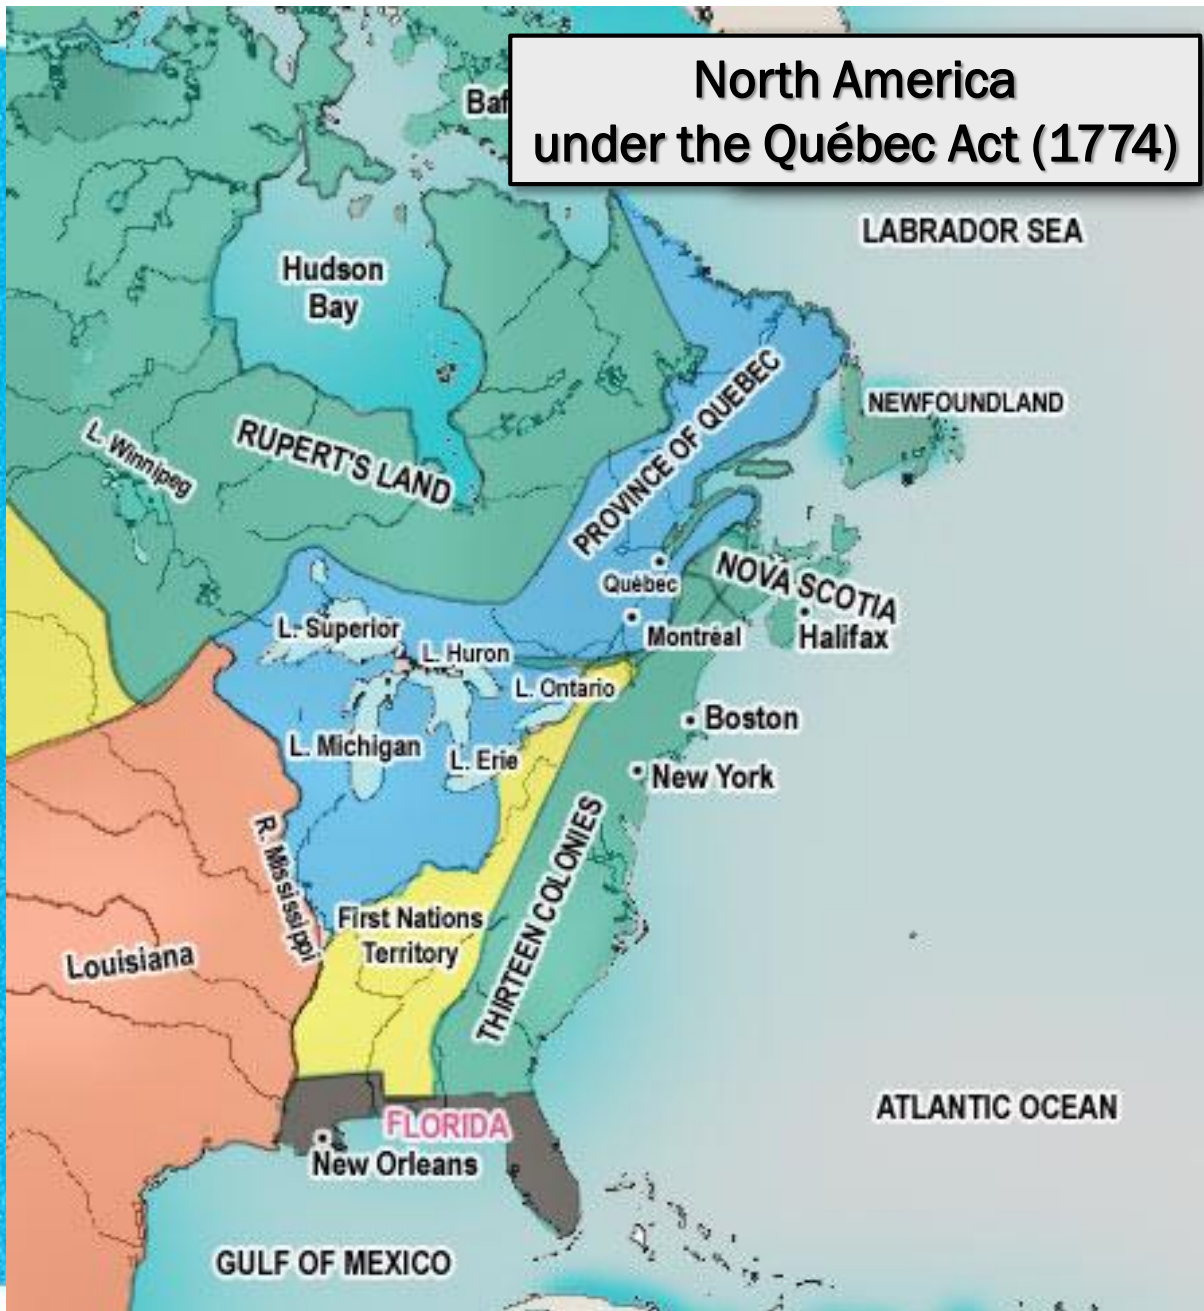 North America
under the Québec Act (1774)
Baf
LABRADOR SEA
Hudson
Bay
NEWFOUNDLAND
L. Winnipeg
RUPERT'S LAND
PROVINCE OF QUEBEC
Québec
NOVA SCOTIA
Montréal
Halifax
L. Superior
L. Huron
L. Ontario
Boston
L. Michigan
L. Erie
New York
R. Mississippi
THIRTEEN COLONIES
First Nations
Territory
Louisiana
ATLANTIC OCEAN
FLORIDA
New Orleans
GULF OF MEXICO